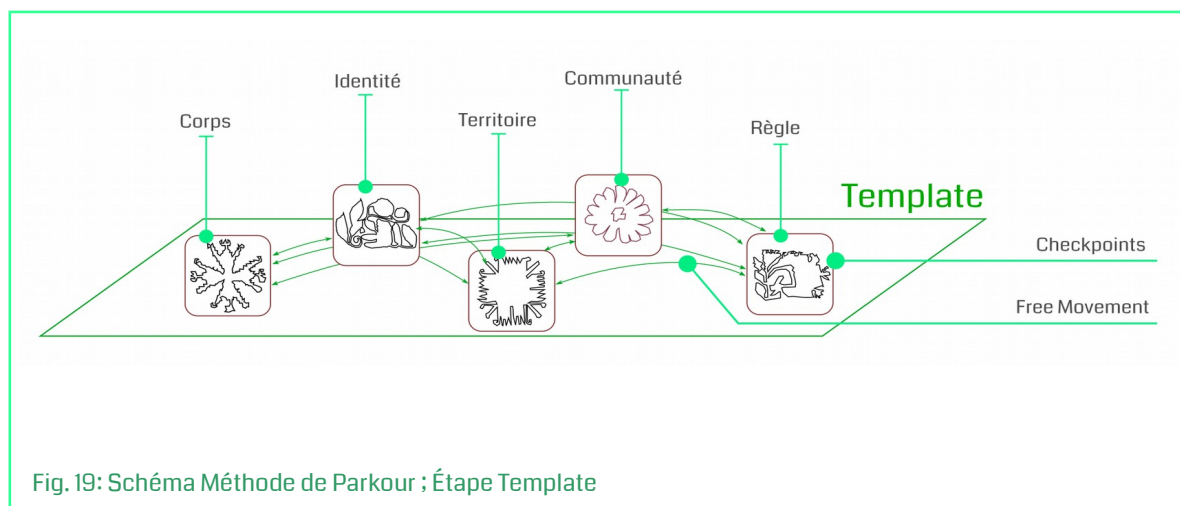 Communauté
Identité
Territoire
Règle
Corps
Template
Checkpoints
Free Movement
Fig. 19: Schéma Méthode de Parkour ; Étape Template